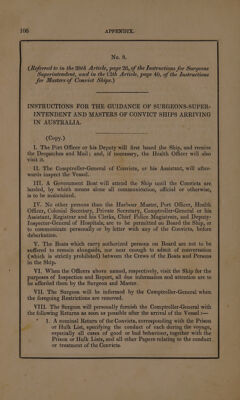 106
APPENDIX.
No. 8.
(Referred to in the 29th Article, page 26, of the Instructions for Surgeons
Superintendent, and in the 12th Article, page 40, of the Instructions
for Masters of Convict Ships.)
INSTRUCTIONS FOR THE GUIDANCE OF SURGEONS-SUPER-
INTENDENT AND MASTERS OF CONVICT SHIPS ARRIVING
IN AUSTRALIA.
(Copy.)
I. The Port Officer or his Deputy will first board the Ship, and receive
the Despatches and Mail; and, if necessary, the Health Officer will also
visit it.
II. The Comptroller-General of Convicts, or his Assistant, will after-
wards inspect the Vessel.
III. A Government Boat will attend the Ship until the Convicts are
landed, by which means alone all communication, official or otherwise,
is to be maintained.
IV. No other persons than the Harbour Master, Port Officer, Health
Officer, Colonial Secretary, Private Secretary, Comptroller-General or his
Assistant, Registrar and his Clerks, Chief Police Magistrate, and Deputy-
Inspector-General of Hospitals, are to be permitted on Board the Ship, or
to communicate personally or by letter with any of the Convicts, before
debarkation.
V. The Boats which carry authorized persons on Board are not to be
suffered to remain alongside, nor near enough to admit of conversation
(which is strictly prohibited) between the Crews of the Boats and Persons
in the Ship.
VI. When the Officers above named, respectively, visit the Ship for the
purposes of Inspection and Report, all due information and attention are to
be afforded them by the Surgeon and Master.
VII. The Surgeon will be informed by the Comptroller-General when
the foregoing Restrictions are removed.
VIII. The Surgeon will personally furnish the Comptroller-General with
the following Returns as soon as possible after the arrival of the Vessel:—
1. A nominal Return of the Convicts, corresponding with the Prison
or Hulk List, specifying the conduct of each during the voyage,
especially all cases of good or bad behaviour, together with the
Prison or Hulk Lists, and all other Papers relating to the conduct
or treatment of the Convicts.